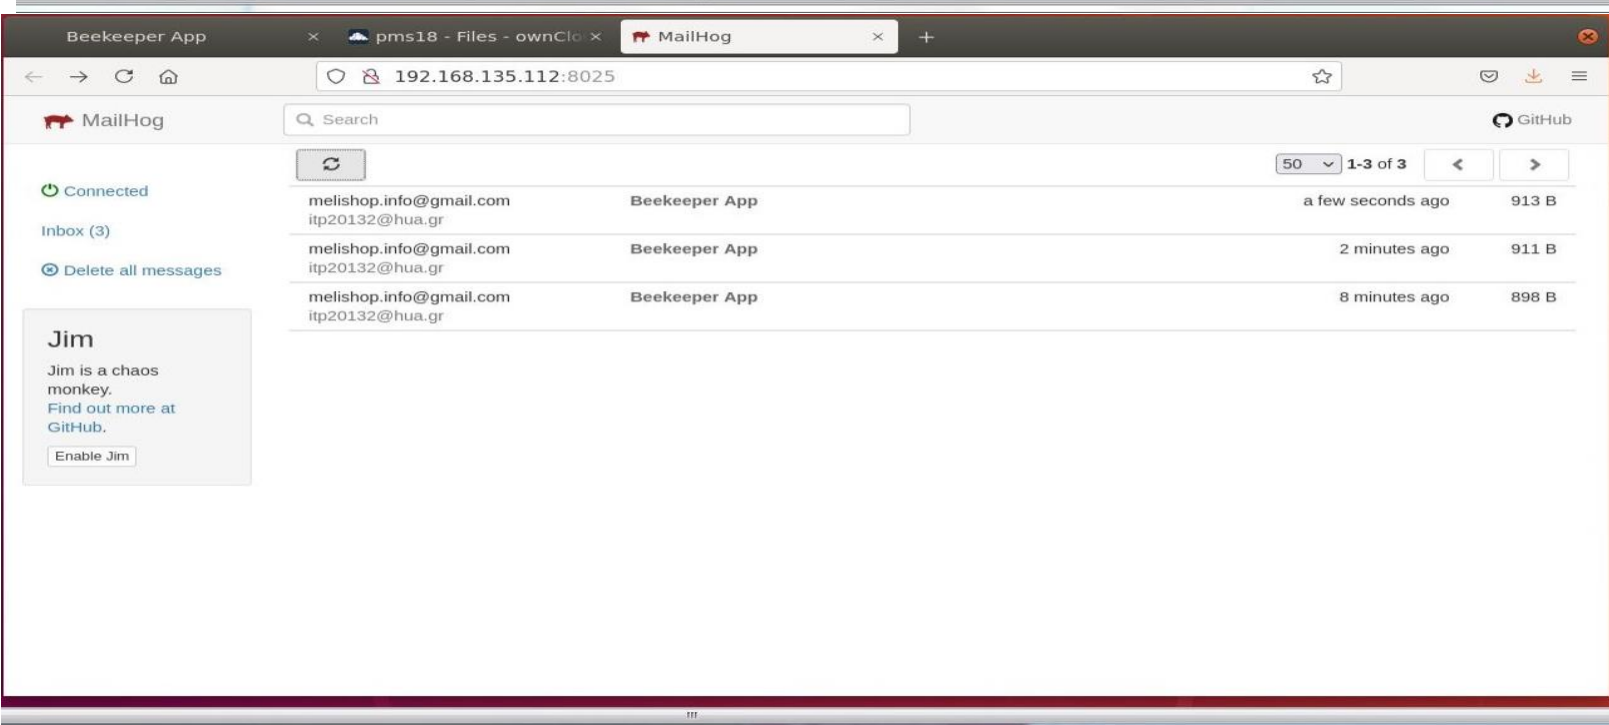 Beekeeper App
pms18 - Files - ownClo
MailHog
192.168.135.112:8025
MailHog
Search
GitHub
50 1-3 of 3
Connected
Inbox (3)
Delete all messages
melishop.info@gmail.com Beekeeper App a few seconds ago 913 B
itp20132@hua.gr
melishop.info@gmail.com Beekeeper App 2 minutes ago 911 B
itp20132@hua.gr
melishop.info@gmail.com Beekeeper App 8 minutes ago 898 B
itp20132@hua.gr
Jim
Jim is a chaos
monkey.
Find out more at
GitHub.
Enable Jim